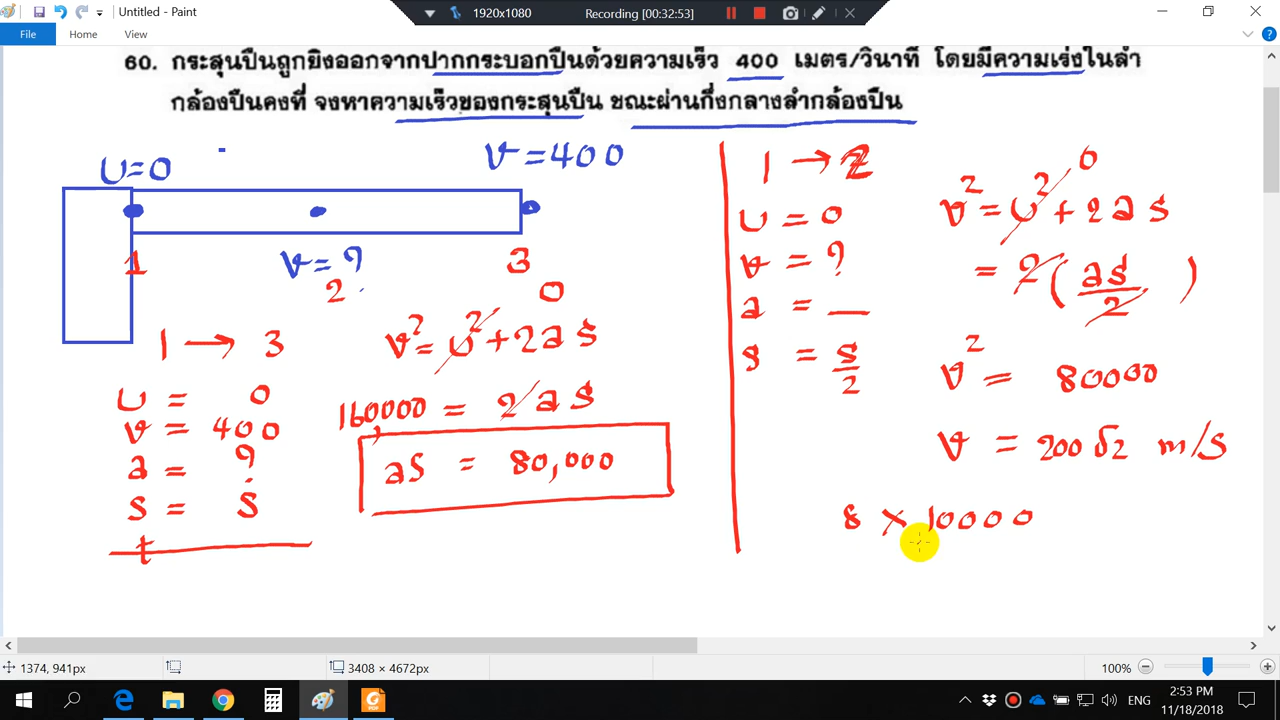 Untitled - Paint
1920x1080
Recording [00:32:53]
File Home View
60. กระสุนปืนถูกยิงออกจากปากกระบอกปืนด้วยความเร็ว 400 เมตร/วินาที โดยมีความเร่งในลำ
กล้องปืนคงที่ จงหาความเร็วของกระสุนปืน ขณะผ่านกึ่งกลางลำกล้องปืน
u=0
v=400
1
v=?
2
3
1 → 3
u = 0
v = 400
a = ?
s = s
t
0
v² = u² + 2as
160,000 = 2as
as = 80,000
1 → 2
u = 0
v = ?
a = _
s = s/2
0
v² = u² + 2as
= 2(as/2)
v² = 80000
v = 200√2 m/s
8 × 10000
1374, 941px
3408 × 4672px
100%
ENG
2:53 PM
11/18/2018